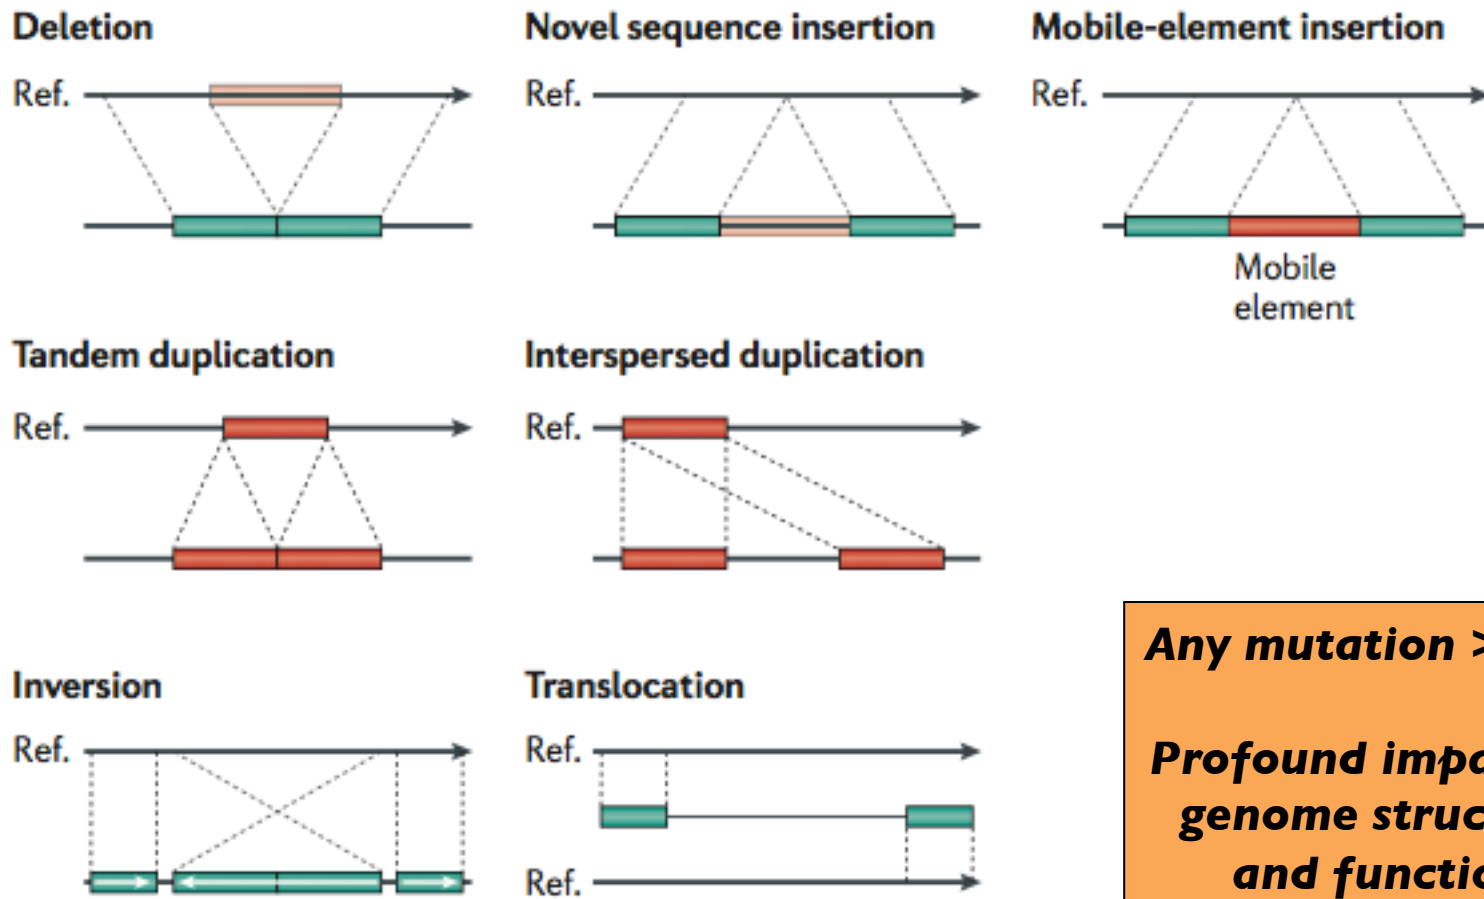 Deletion
Ref.
Novel sequence insertion
Ref.
Mobile-element insertion
Ref.
Mobile
element
Tandem duplication
Ref.
Interspersed duplication
Ref.
Inversion
Ref.
Translocation
Ref.
Ref.
Any mutation >
Profound
genome
and